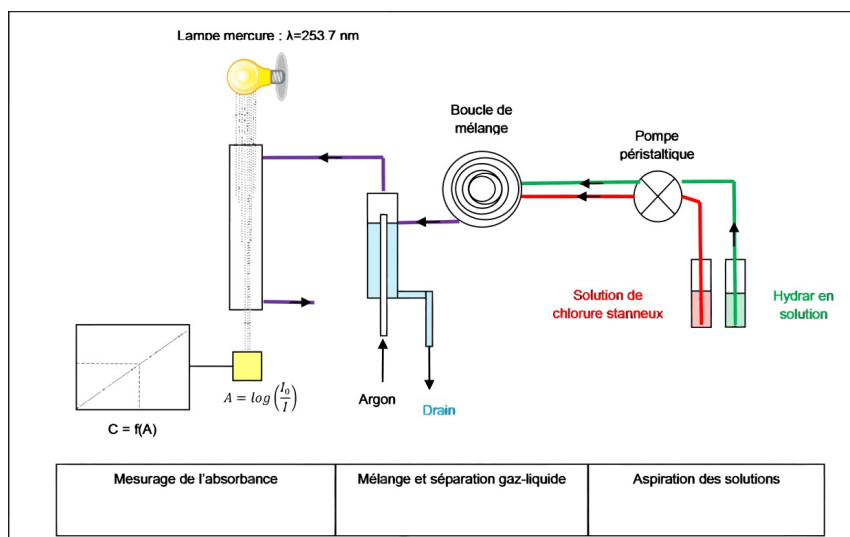 Lampe mercure : λ=253.7 nm
Boucle de
mélange
Pompe
péristaltique
Solution de
chlorure stanneux
Hydrar en
solution
A = log(I₀/I)
Argon
Drain
C = f(A)
Mesurage de l'absorbance
Mélange et séparation gaz-liquide
Aspiration des solutions